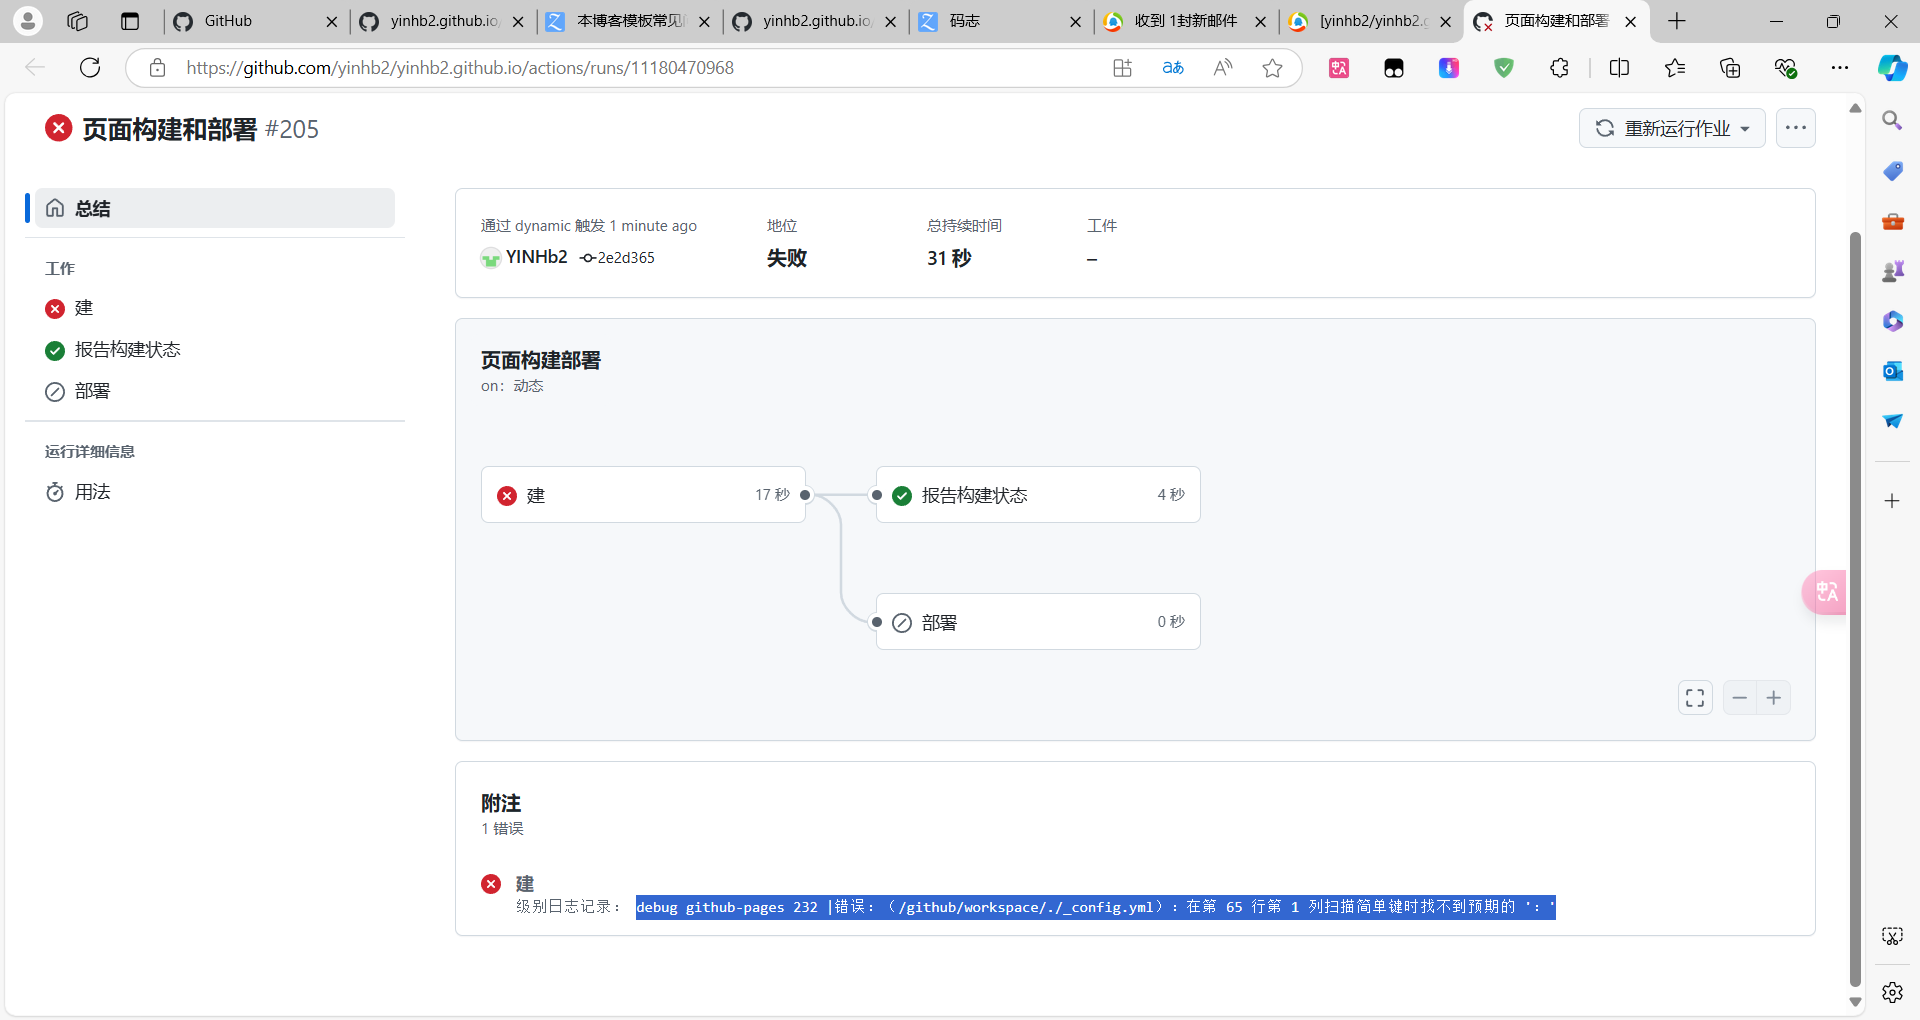 GitHub
yinhb2.github.io
本博客模板常见
yinhb2.github.io
码志
收到 1封新邮件
[yinhb2/yinhb2.g
页面构建和部署
https://github.com/yinhb2/yinhb2.github.io/actions/runs/11180470968
页面构建和部署 #205
重新运行作业
总结
工作
建
报告构建状态
部署
运行详细信息
用法
通过 dynamic 触发 1 minute ago
地位
总持续时间
工件
YINHb2
2e2d365
失败
31 秒
–
页面构建部署
on: 动态
建
17 秒
报告构建状态
4 秒
部署
0 秒
附注
1 错误
建
级别日志记录： debug github-pages 232 |错误：（/github/workspace/./_config.yml）：在第 65 行第 1 列扫描简单键时找不到预期的 '：'